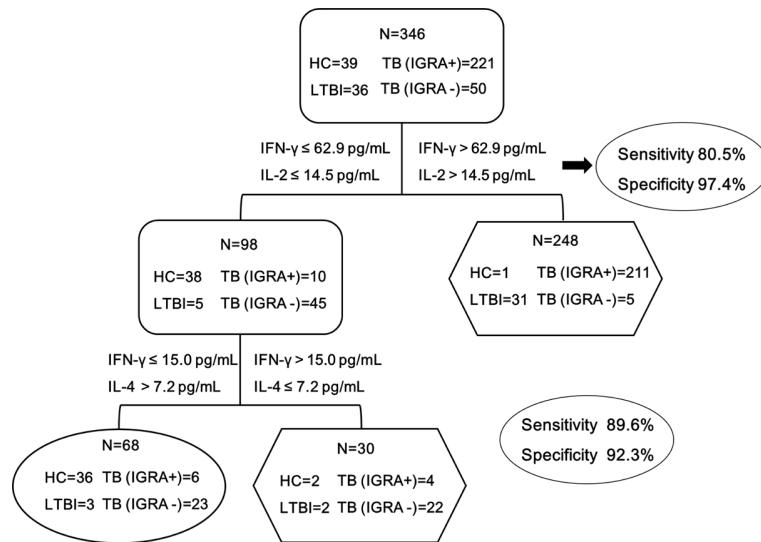 N=346
HC=39 TB (IGRA+)=221
LTBI=36 TB (IGRA -)=50
IFN-γ ≤ 62.9 pg/mL IFN-γ > 62.9 pg/mL
IL-2 ≤ 14.5 pg/mL IL-2 > 14.5 pg/mL
Sensitivity 80.5%
Specificity 97.4%
N=98
HC=38 TB (IGRA+)=10
LTBI=5 TB (IGRA -)=45
N=248
HC=1 TB (IGRA+)=211
LTBI=31 TB (IGRA -)=5
IFN-γ ≤ 15.0 pg/mL IFN-γ > 15.0 pg/mL
IL-4 > 7.2 pg/mL IL-4 ≤ 7.2 pg/mL
N=68
HC=36 TB (IGRA+)=6
LTBI=3 TB (IGRA -)=23
N=30
HC=2 TB (IGRA+)=4
LTBI=2 TB (IGRA -)=22
Sensitivity 89.6%
Specificity 92.3%